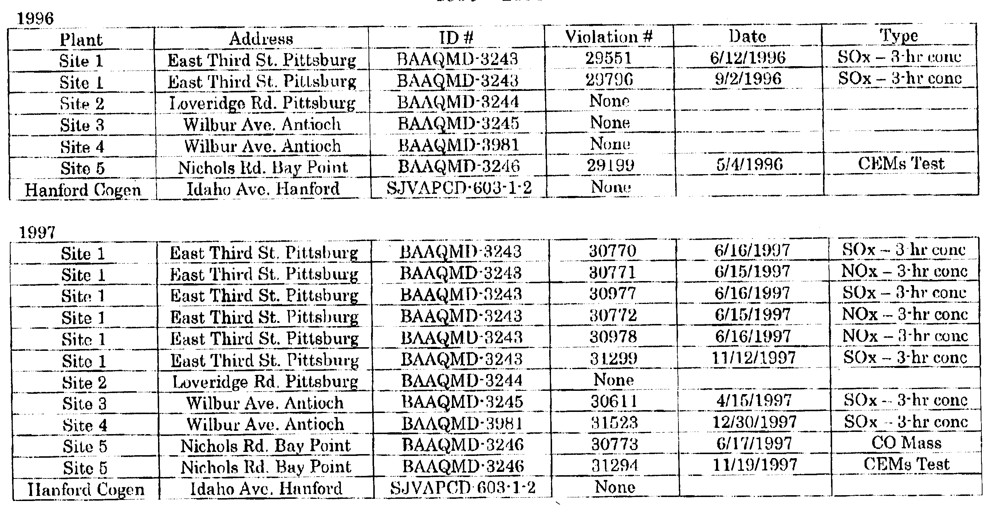 1996
Plant Address ID # Violation # Date Type
Site 1 East Third St. Pittsburg BAAQMD-3243 29551 6/12/1996 SOx – 3-hr conc
Site 1 East Third St. Pittsburg BAAQMD-3243 29796 9/2/1996 SOx – 3-hr conc
Site 2 Loveridge Rd. Pittsburg BAAQMD-3244 None
Site 3 Wilbur Ave. Antioch BAAQMD-3245 None
Site 4 Wilbur Ave. Antioch BAAQMD-3981 None
Site 5 Nichols Rd. Bay Point BAAQMD-3246 29199 5/4/1996 CEMs Test
Hanford Cogen Idaho Ave. Hanford SJVAPCD-603-1-2 None
1997
Site 1 East Third St. Pittsburg BAAQMD-3243 30770 6/16/1997 SOx – 3-hr conc
Site 1 East Third St. Pittsburg BAAQMD-3243 30771 6/15/1997 NOx – 3-hr conc
Site 1 East Third St. Pittsburg BAAQMD-3243 30977 6/16/1997 SOx – 3-hr conc
Site 1 East Third St. Pittsburg BAAQMD-3243 30772 6/15/1997 NOx – 3-hr conc
Site 1 East Third St. Pittsburg BAAQMD-3243 30978 6/16/1997 NOx – 3-hr conc
Site 1 East Third St. Pittsburg BAAQMD-3243 31299 11/12/1997 SOx – 3-hr conc
Site 2 Loveridge Rd. Pittsburg BAAQMD-3244 None
Site 3 Wilbur Ave. Antioch BAAQMD-3245 30611 4/15/1997 SOx – 3-hr conc
Site 4 Wilbur Ave. Antioch BAAQMD-3981 31523 12/30/1997 SOx – 3-hr conc
Site 5 Nichols Rd. Bay Point BAAQMD-3246 30773 6/17/1997 CO Mass
Site 5 Nichols Rd. Bay Point BAAQMD-3246 31294 11/19/1997 CEMs Test
Hanford Cogen Idaho Ave. Hanford SJVAPCD-603-1-2 None